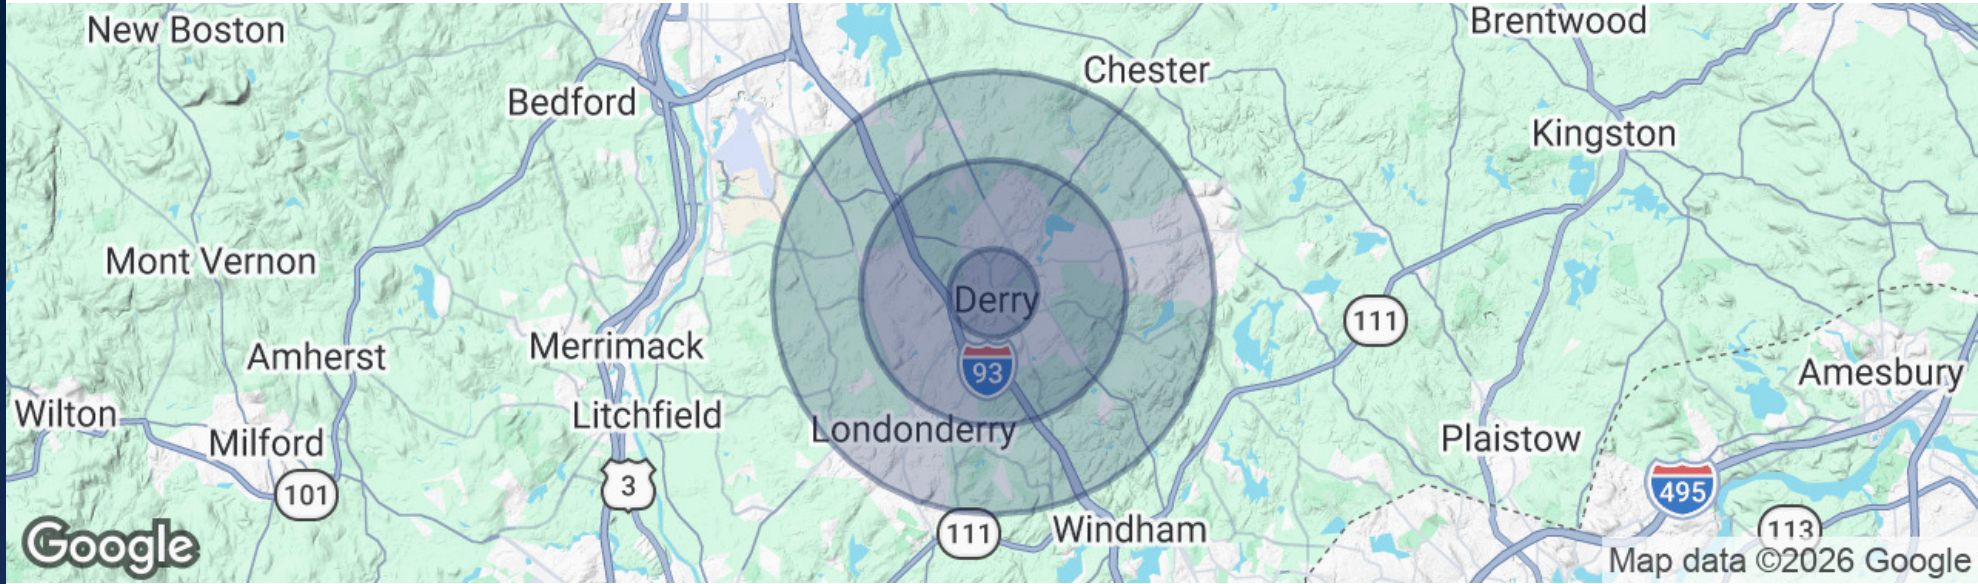 New Boston
Brentwood
Chester
Bedford
Kingston
Mont Vernon
Derry
111
Merrimack
Amherst
93
Amesbury
Wilton
Litchfield
Londonderry
Milford
Plaistow
101
3
495
111
Windham
113
Google
Map data ©2026 Google